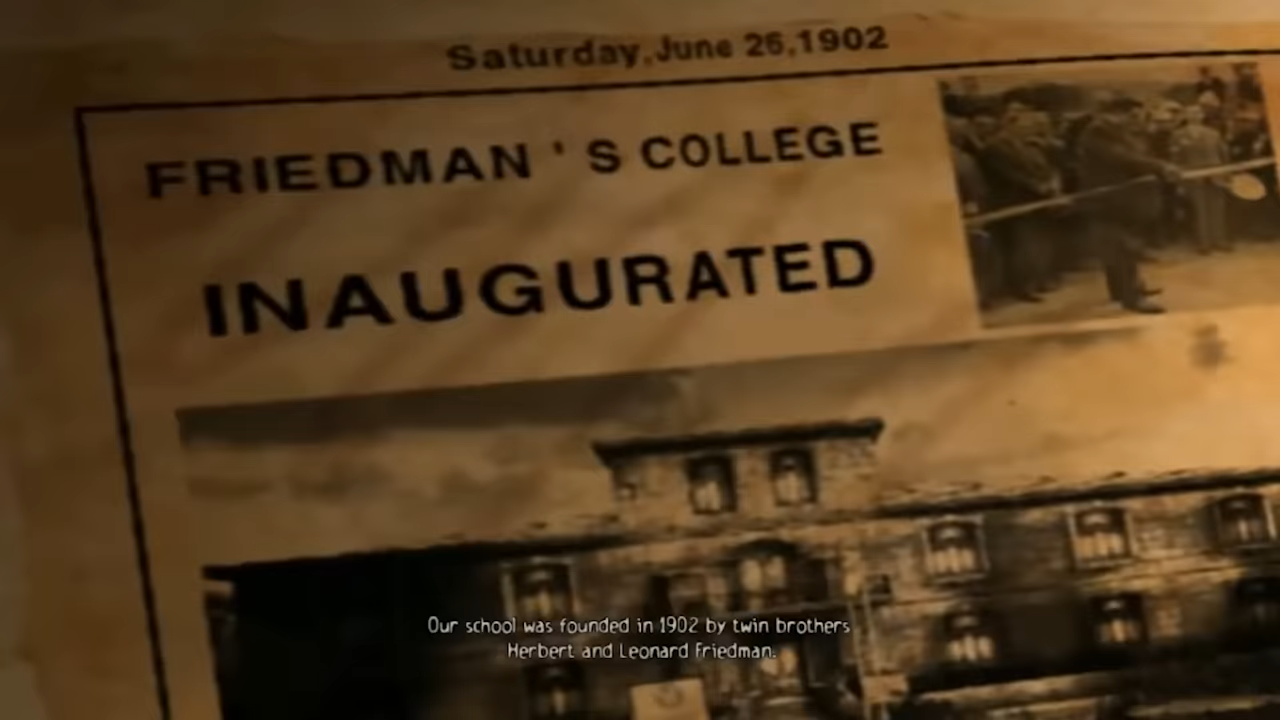 Saturday,June 26,1902
FRIEDMAN ' S COLLEGE
INAUGURATED
Our school was founded in 1902 by twin brothers
Herbert and Leonard Friedman.